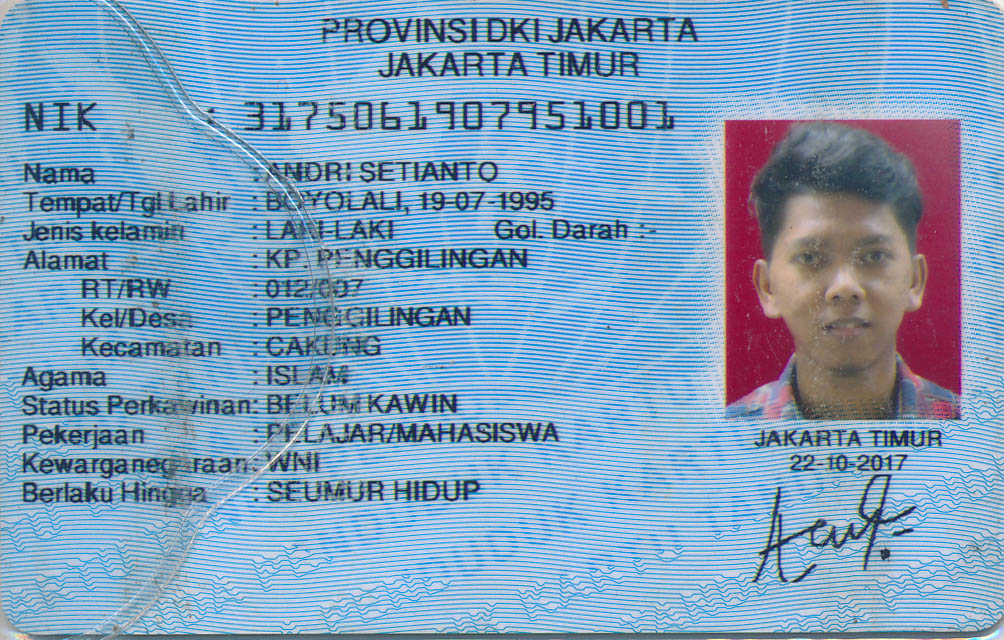 PROVINSI DKI JAKARTA
JAKARTA TIMUR
NIK : 3175061907951001
Nama : ANDRI SETIANTO
Tempat/Tgl Lahir : BOYOLALI, 19-07-1995
Jenis kelamin : LAKI-LAKI Gol. Darah :-
Alamat : KP. PENGGILINGAN
RT/RW : 012/007
Kel/Desa : PENGGILINGAN
Kecamatan : CAKUNG
Agama : ISLAM
Status Perkawinan: BELUM KAWIN
Pekerjaan : PELAJAR/MAHASISWA
Kewarganegaraan: WNI
Berlaku Hingga : SEUMUR HIDUP
JAKARTA TIMUR
22-10-2017